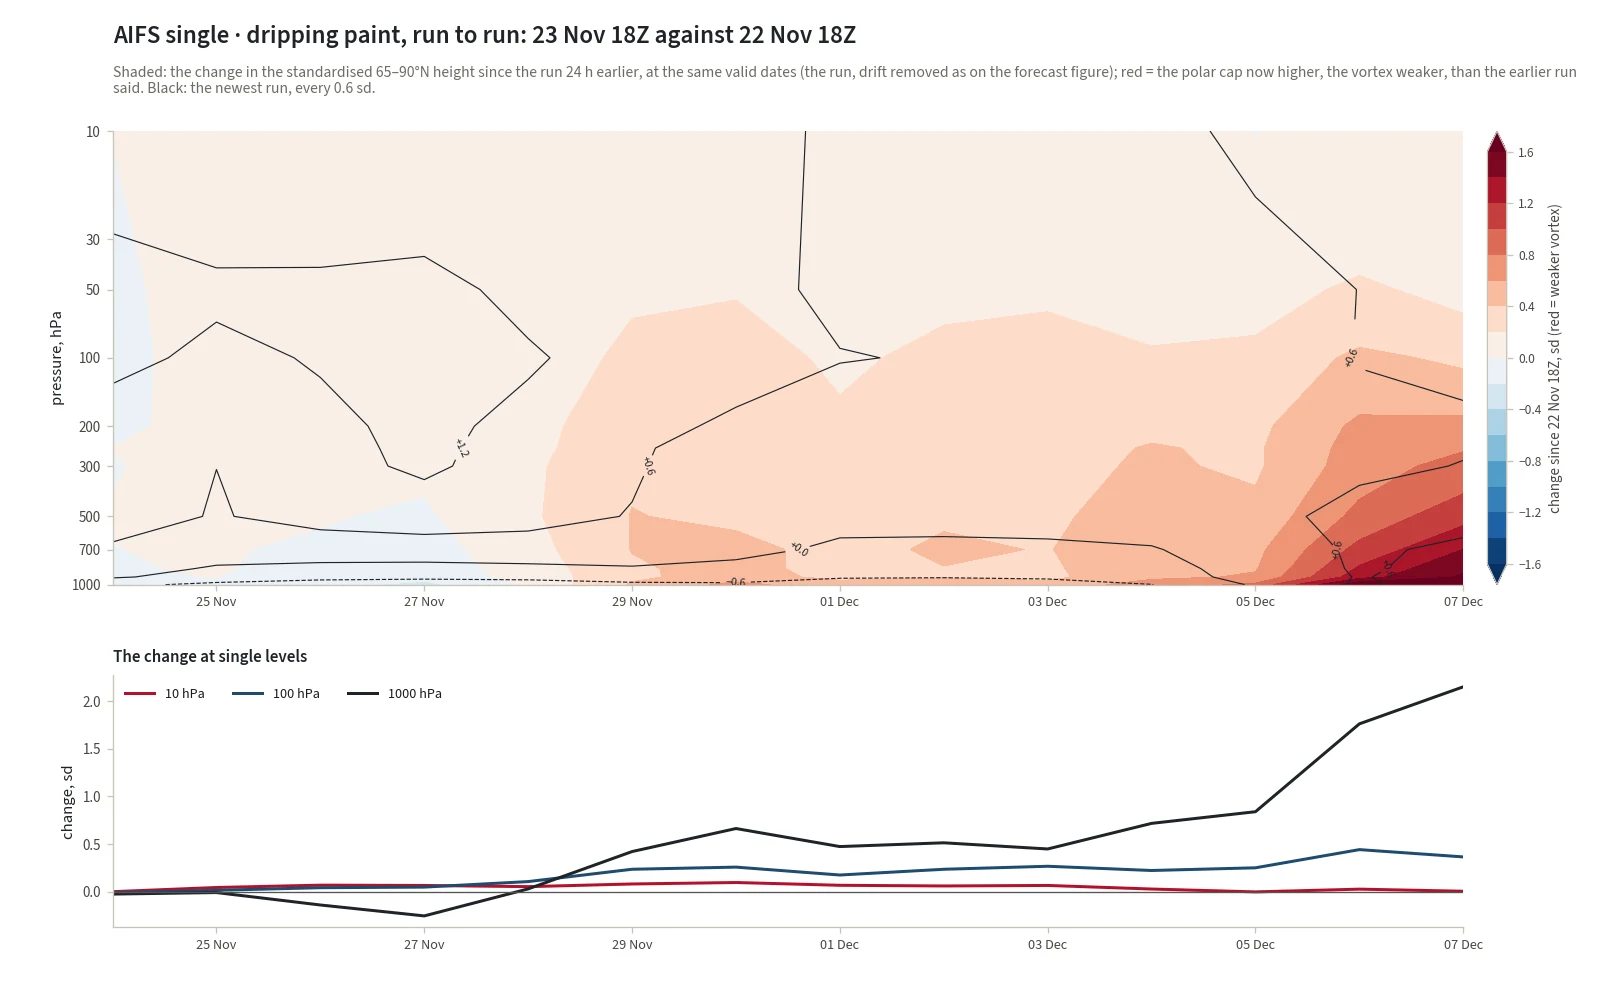 AIFS single · dripping paint, run to run: 23 Nov 18Z against 22 Nov 18Z
Shaded: the change in the standardised 65–90°N height since the run 24 h earlier, at the same valid dates (the run, drift removed as on the forecast figure); red = the polar cap now higher, the vortex weaker, than the earlier run
said. Black: the newest run, every 0.6 sd.
pressure, hPa
10
30
50
100
200
300
500
700
1000
+1.2
+0.6
+0.0
−0.6
+0.6
+0.6
25 Nov
27 Nov
29 Nov
01 Dec
03 Dec
05 Dec
07 Dec
1.6
1.2
0.8
0.4
0.0
−0.4
−0.8
−1.2
−1.6
change since 22 Nov 18Z, sd (red = weaker vortex)
The change at single levels
10 hPa
100 hPa
1000 hPa
change, sd
2.0
1.5
1.0
0.5
0.0
25 Nov
27 Nov
29 Nov
01 Dec
03 Dec
05 Dec
07 Dec